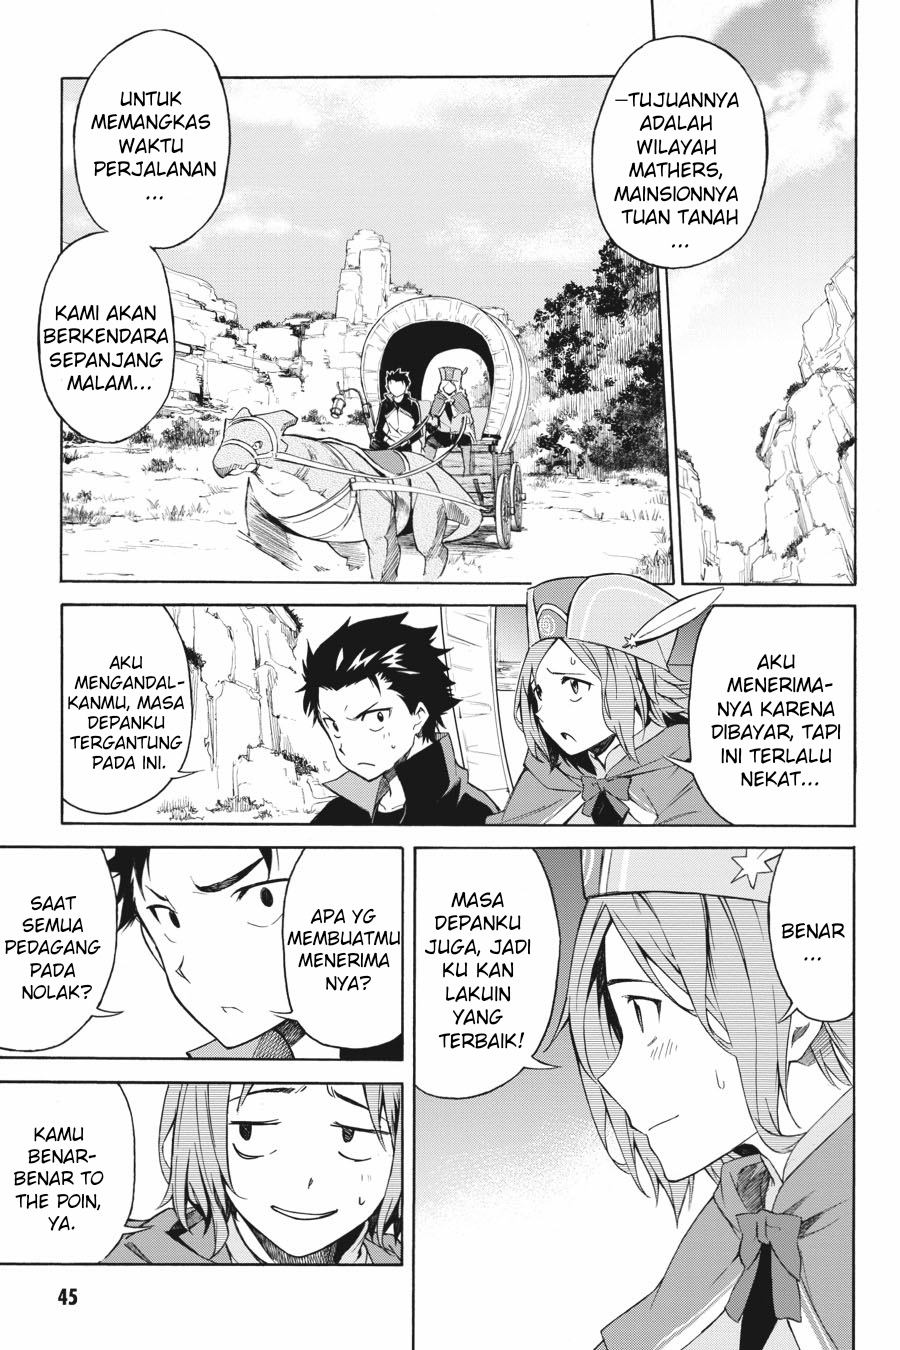 –TUJUANNYA
ADALAH
WILAYAH
MATHERS,
MAINSIONNYA
TUAN TANAH
...
UNTUK
MEMANGKAS
WAKTU
PERJALANAN
...
KAMI AKAN
BERKENDARA
SEPANJANG
MALAM...
AKU
MENERIMA-
NYA KARENA
DIBAYAR, TAPI
INI TERLALU
NEKAT...
AKU
MENGANDAL-
KANMU, MASA
DEPANKU
TERGANTUNG
PADA INI.
BENAR
...
MASA
DEPANKU
JUGA, JADI
KU KAN
LAKUIN
YANG
TERBAIK!
APA YG
MEMBUATMU
MENERIMA
NYA?
SAAT
SEMUA
PEDAGANG
PADA
NOLAK?
KAMU
BENAR-
BENAR TO
THE POIN,
YA.
45